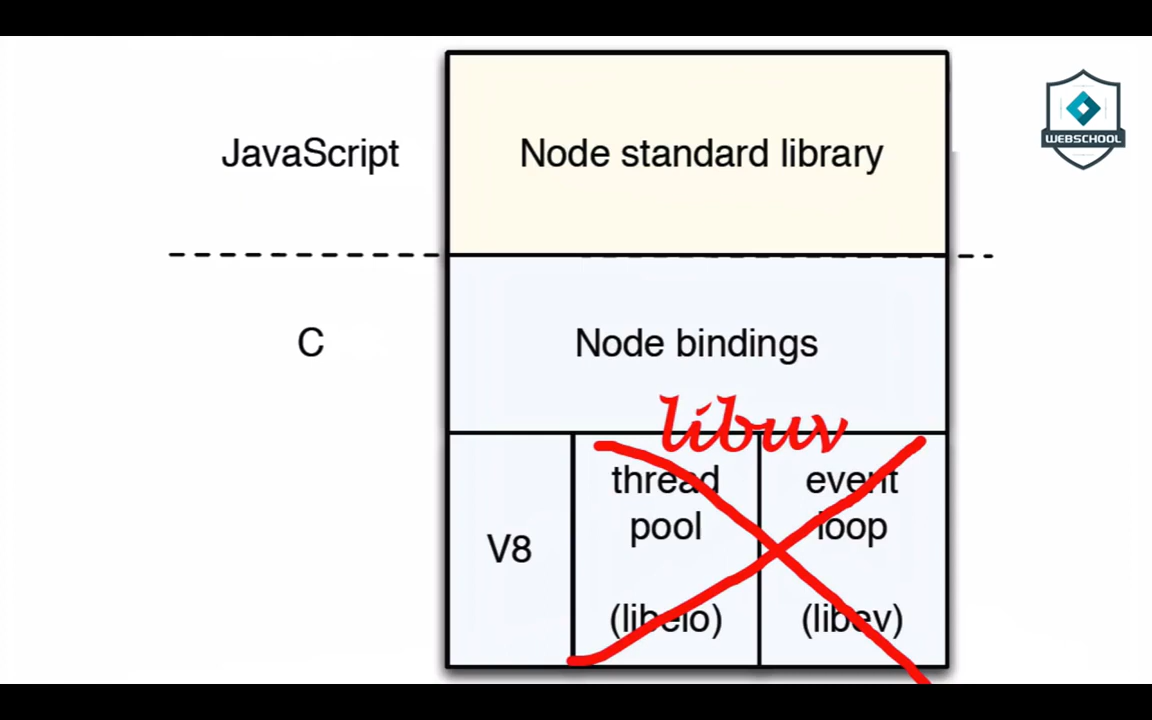 WEBSCHOOL
JavaScript
Node standard library
C
Node bindings
libuv
V8
thread
pool
(libeio)
event
loop
(libev)